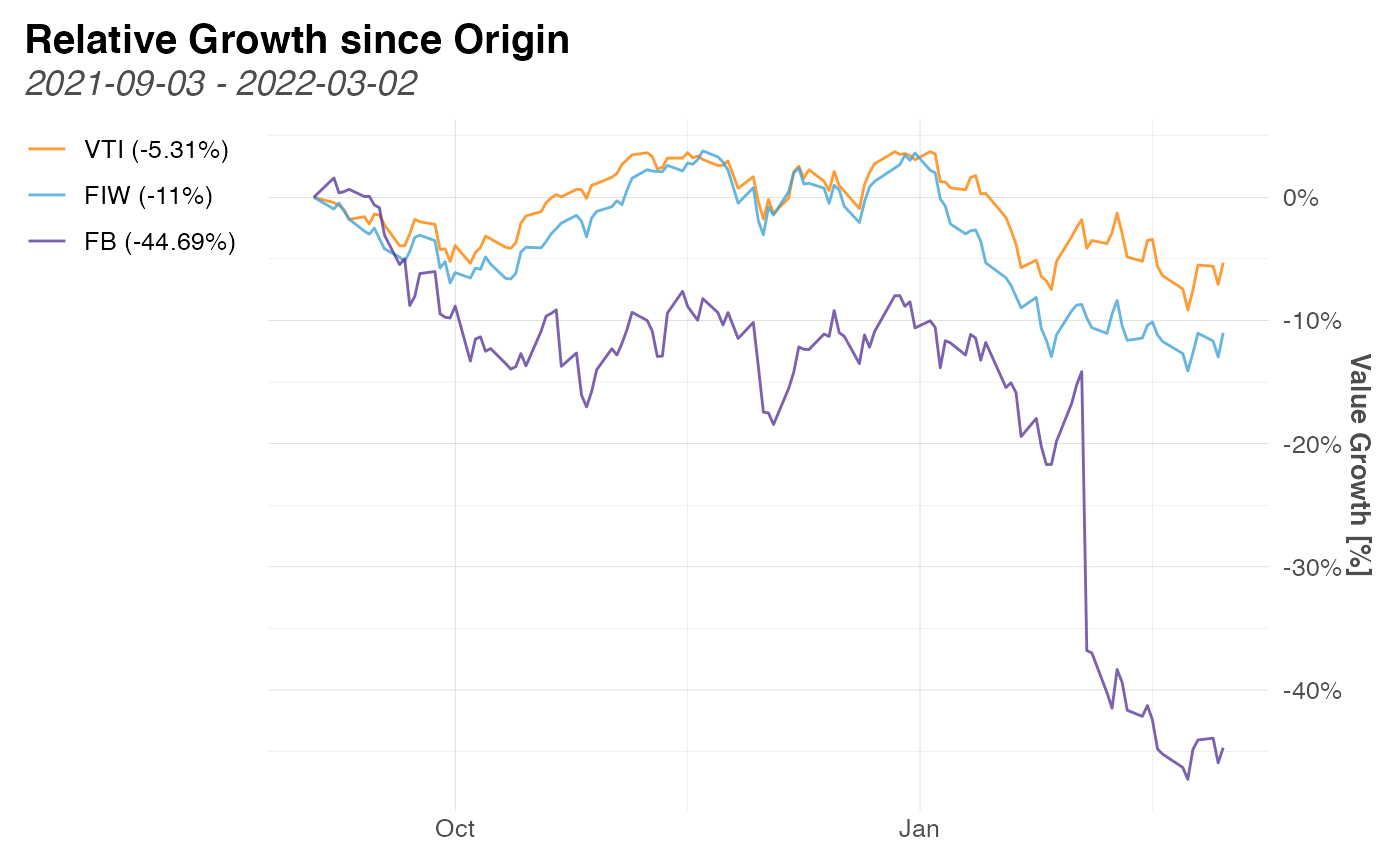 Relative Growth since Origin
2021-09-03 - 2022-03-02
VTI (-5.31%)
FIW (-11%)
FB (-44.69%)
0%
-10%
-20%
-30%
-40%
Value Growth [%]
Oct
Jan